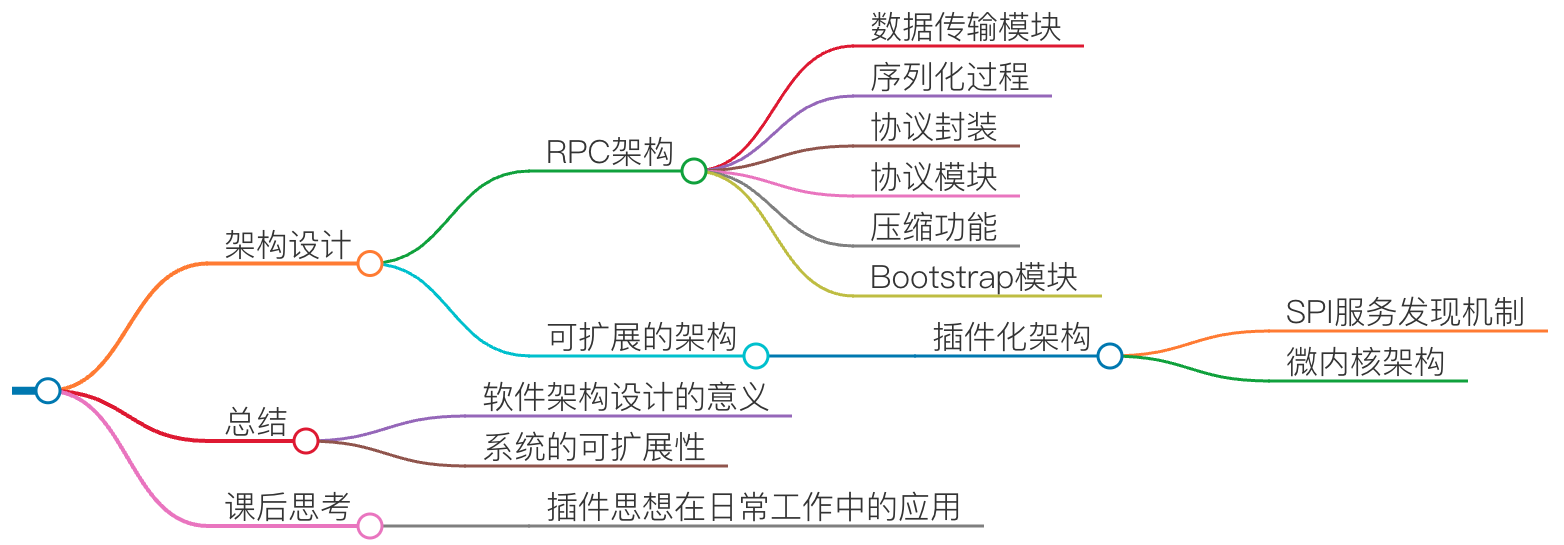 架构设计
RPC架构
数据传输模块
序列化过程
协议封装
协议模块
压缩功能
Bootstrap模块
可扩展的架构
插件化架构
SPI服务发现机制
微内核架构
总结
软件架构设计的意义
系统的可扩展性
课后思考
插件思想在日常工作中的应用